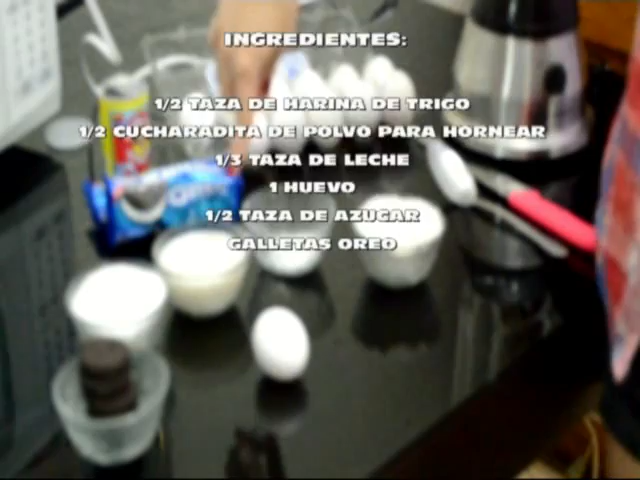 INGREDIENTES:
1/2 TAZA DE HARINA DE TRIGO
1/2 CUCHARADITA DE POLVO PARA HORNEAR
1/3 TAZA DE LECHE
1 HUEVO
1/2 TAZA DE AZUCAR
GALLETAS OREO
OREO